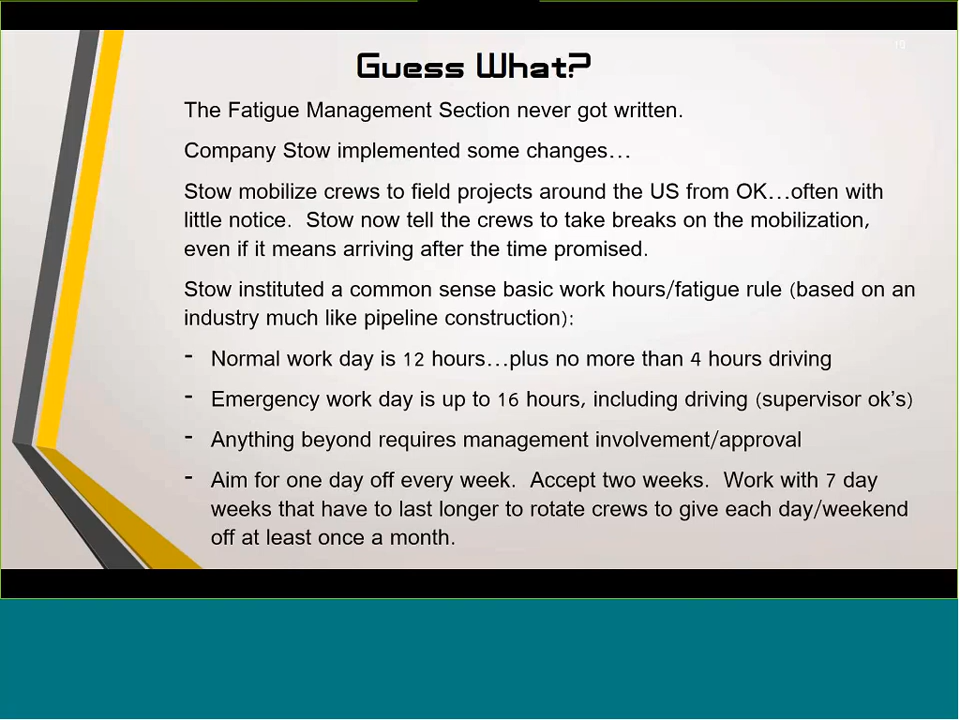 19
Guess What?
The Fatigue Management Section never got written.
Company Stow implemented some changes...
Stow mobilize crews to field projects around the US from OK...often with
little notice.  Stow now tell the crews to take breaks on the mobilization,
even if it means arriving after the time promised.
Stow instituted a common sense basic work hours/fatigue rule (based on an
industry much like pipeline construction):
- Normal work day is 12 hours...plus no more than 4 hours driving
- Emergency work day is up to 16 hours, including driving (supervisor ok's)
- Anything beyond requires management involvement/approval
- Aim for one day off every week.  Accept two weeks.  Work with 7 day
weeks that have to last longer to rotate crews to give each day/weekend
off at least once a month.